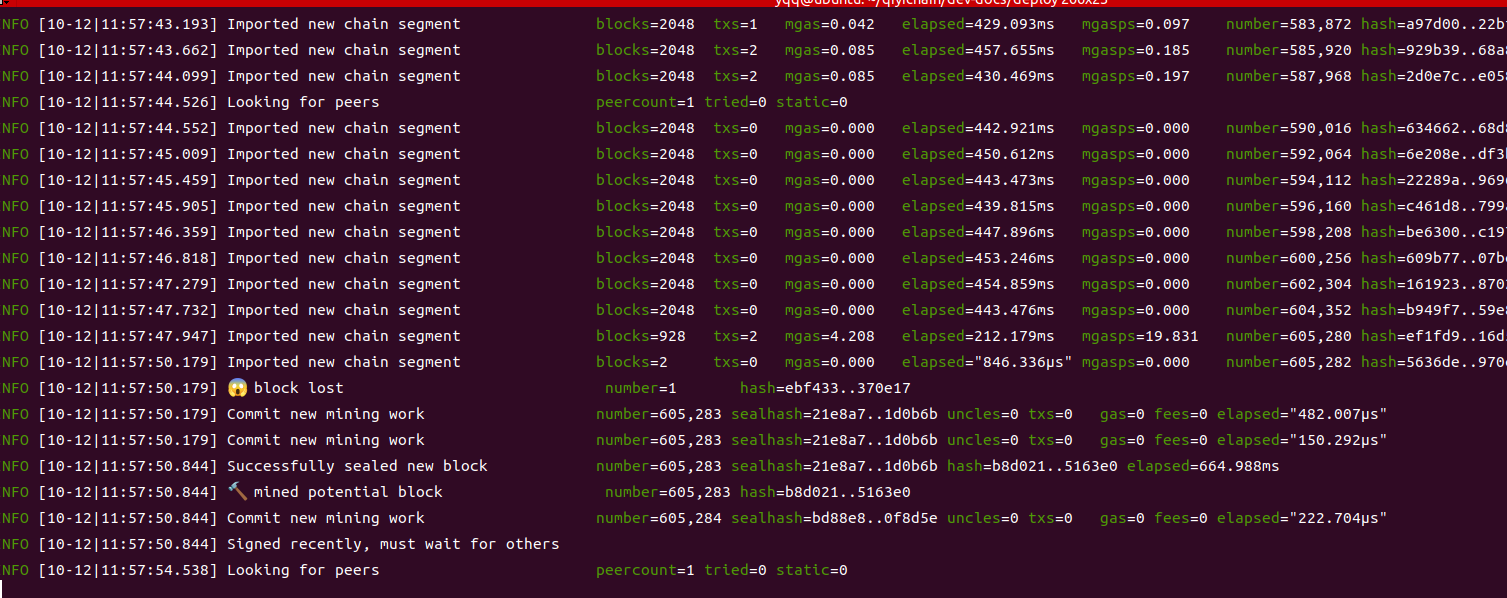 yqq@ubuntu: ~/qiyichain/dev-docs/deploy
NFO [10-12|11:57:43.193] Imported new chain segment blocks=2048 txs=1 mgas=0.042 elapsed=429.093ms mgasps=0.097 number=583,872 hash=a97d00..22b
NFO [10-12|11:57:43.662] Imported new chain segment blocks=2048 txs=2 mgas=0.085 elapsed=457.655ms mgasps=0.185 number=585,920 hash=929b39..68a
NFO [10-12|11:57:44.099] Imported new chain segment blocks=2048 txs=2 mgas=0.085 elapsed=430.469ms mgasps=0.197 number=587,968 hash=2d0e7c..e05
NFO [10-12|11:57:44.526] Looking for peers peercount=1 tried=0 static=0
NFO [10-12|11:57:44.552] Imported new chain segment blocks=2048 txs=0 mgas=0.000 elapsed=442.921ms mgasps=0.000 number=590,016 hash=634662..68d
NFO [10-12|11:57:45.009] Imported new chain segment blocks=2048 txs=0 mgas=0.000 elapsed=450.612ms mgasps=0.000 number=592,064 hash=6e208e..df3
NFO [10-12|11:57:45.459] Imported new chain segment blocks=2048 txs=0 mgas=0.000 elapsed=443.473ms mgasps=0.000 number=594,112 hash=22289a..969
NFO [10-12|11:57:45.905] Imported new chain segment blocks=2048 txs=0 mgas=0.000 elapsed=439.815ms mgasps=0.000 number=596,160 hash=c461d8..799
NFO [10-12|11:57:46.359] Imported new chain segment blocks=2048 txs=0 mgas=0.000 elapsed=447.896ms mgasps=0.000 number=598,208 hash=be6300..c19
NFO [10-12|11:57:46.818] Imported new chain segment blocks=2048 txs=0 mgas=0.000 elapsed=453.246ms mgasps=0.000 number=600,256 hash=609b77..07b
NFO [10-12|11:57:47.279] Imported new chain segment blocks=2048 txs=0 mgas=0.000 elapsed=454.859ms mgasps=0.000 number=602,304 hash=161923..870
NFO [10-12|11:57:47.732] Imported new chain segment blocks=2048 txs=0 mgas=0.000 elapsed=443.476ms mgasps=0.000 number=604,352 hash=b949f7..59e
NFO [10-12|11:57:47.947] Imported new chain segment blocks=928 txs=2 mgas=4.208 elapsed=212.179ms mgasps=19.831 number=605,280 hash=ef1fd9..16d
NFO [10-12|11:57:50.179] Imported new chain segment blocks=2 txs=0 mgas=0.000 elapsed="846.336µs" mgasps=0.000 number=605,282 hash=5636de..970
NFO [10-12|11:57:50.179] 😱 block lost number=1 hash=ebf433..370e17
NFO [10-12|11:57:50.179] Commit new mining work number=605,283 sealhash=21e8a7..1d0b6b uncles=0 txs=0 gas=0 fees=0 elapsed="482.007µs"
NFO [10-12|11:57:50.179] Commit new mining work number=605,283 sealhash=21e8a7..1d0b6b uncles=0 txs=0 gas=0 fees=0 elapsed="150.292µs"
NFO [10-12|11:57:50.844] Successfully sealed new block number=605,283 sealhash=21e8a7..1d0b6b hash=b8d021..5163e0 elapsed=664.988ms
NFO [10-12|11:57:50.844] 🔨 mined potential block number=605,283 hash=b8d021..5163e0
NFO [10-12|11:57:50.844] Commit new mining work number=605,284 sealhash=bd88e8..0f8d5e uncles=0 txs=0 gas=0 fees=0 elapsed="222.704µs"
NFO [10-12|11:57:50.844] Signed recently, must wait for others
NFO [10-12|11:57:54.538] Looking for peers peercount=1 tried=0 static=0